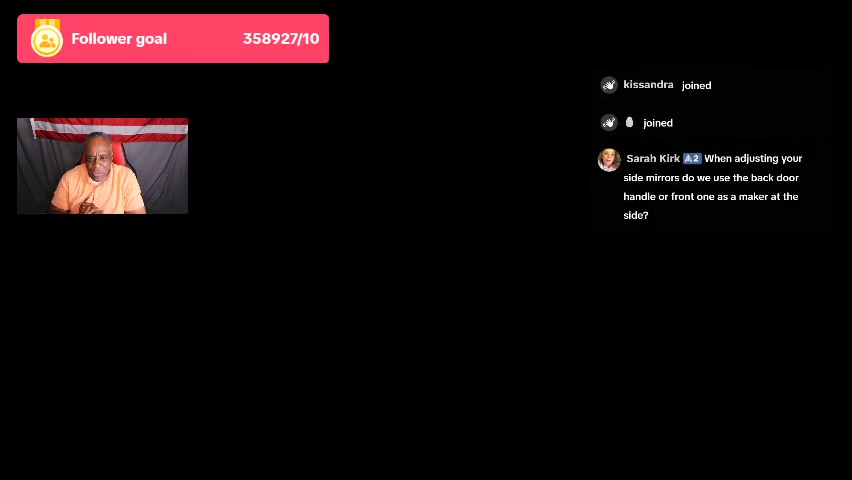 Follower goal 358927/10
kissandra joined
joined
Sarah Kirk A2 When adjusting your
side mirrors do we use the back door
handle or front one as a maker at the
side?